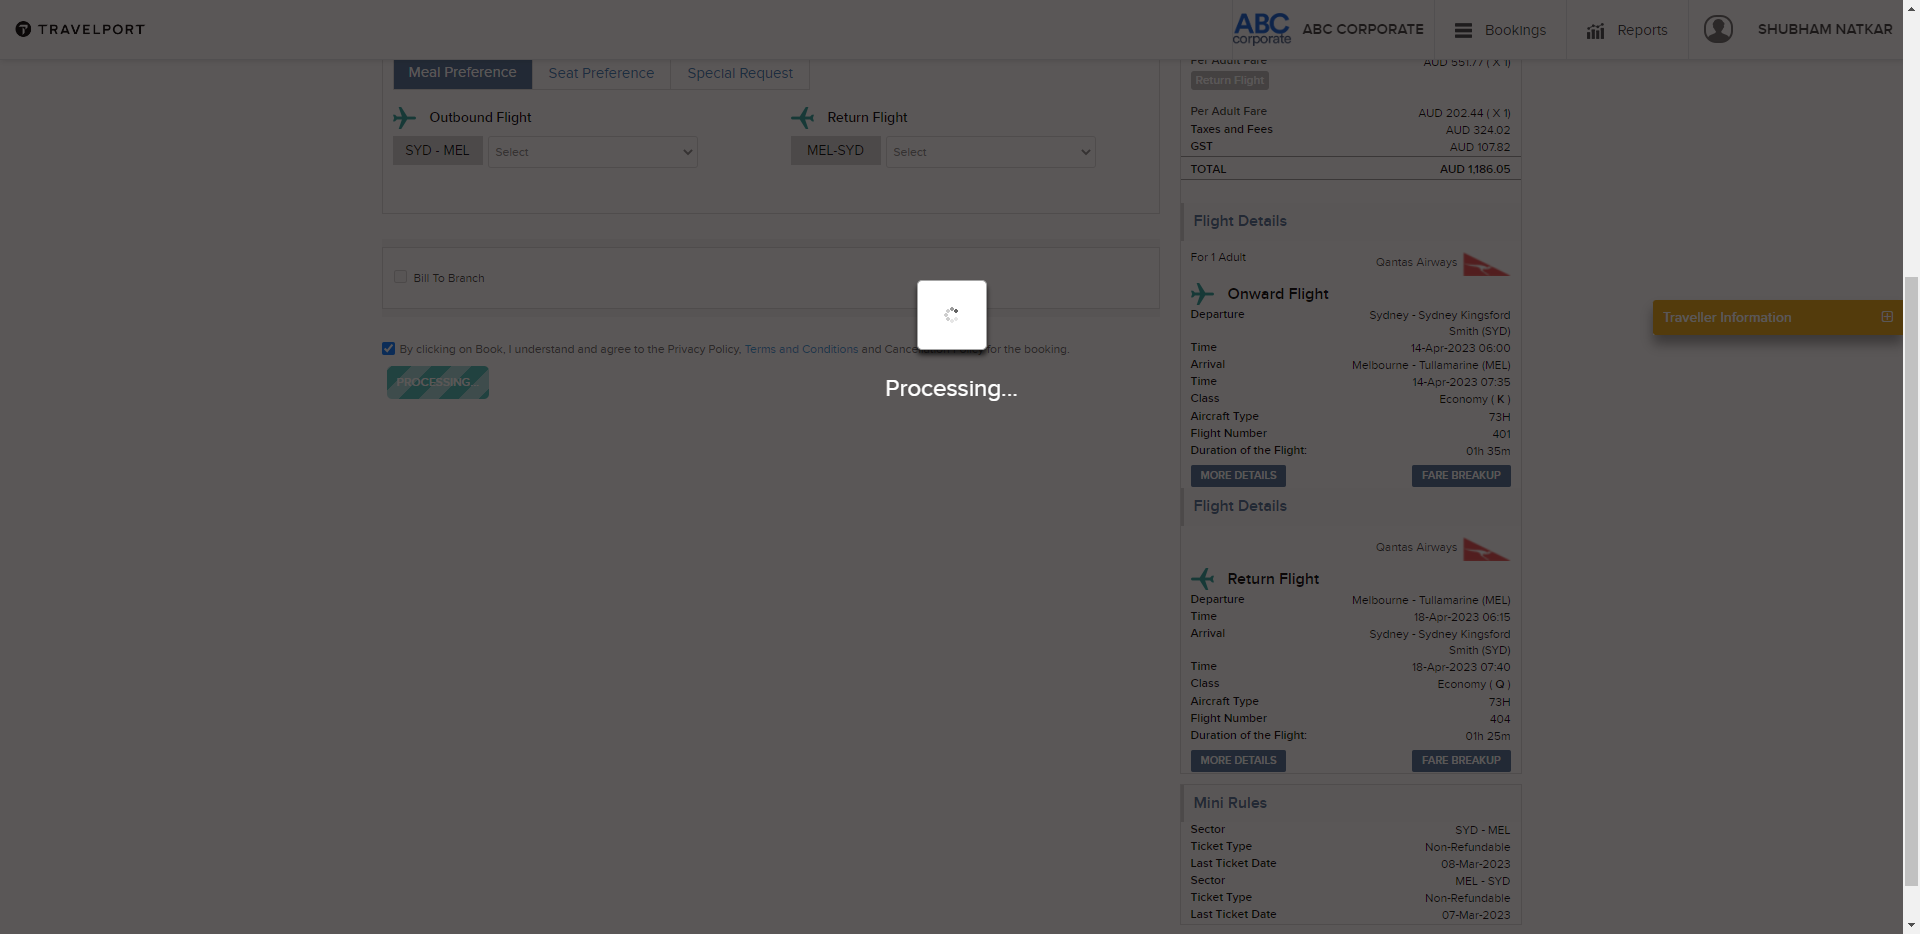 TRAVELPORT
ABC
corporate
ABC CORPORATE
Bookings
Reports
SHUBHAM NATKAR
Meal Preference
Seat Preference
Special Request
Outbound Flight
Return Flight
SYD - MEL
Select
MEL-SYD
Select
Bill To Branch
By clicking on Book, I understand and agree to the Privacy Policy, Terms and Conditions and for the booking.
PROCESSING...
Processing...
Per Adult Fare AUD 551.77 ( X 1)
Return Flight
Per Adult Fare AUD 202.44 ( X 1)
Taxes and Fees AUD 324.02
GST AUD 107.82
TOTAL AUD 1,186.05
Flight Details
For 1 Adult Qantas Airways
Onward Flight
Departure Sydney - Sydney Kingsford
Smith (SYD)
Time 14-Apr-2023 06:00
Arrival Melbourne - Tullamarine (MEL)
Time 14-Apr-2023 07:35
Class Economy ( K )
Aircraft Type 73H
Flight Number 401
Duration of the Flight: 01h 35m
MORE DETAILS FARE BREAKUP
Flight Details
Qantas Airways
Return Flight
Departure Melbourne - Tullamarine (MEL)
Time 18-Apr-2023 06:15
Arrival Sydney - Sydney Kingsford
Smith (SYD)
Time 18-Apr-2023 07:40
Class Economy ( Q )
Aircraft Type 73H
Flight Number 404
Duration of the Flight: 01h 25m
MORE DETAILS FARE BREAKUP
Mini Rules
Sector SYD - MEL
Ticket Type Non-Refundable
Last Ticket Date 08-Mar-2023
Sector MEL - SYD
Ticket Type Non-Refundable
Last Ticket Date 07-Mar-2023
Traveller Information